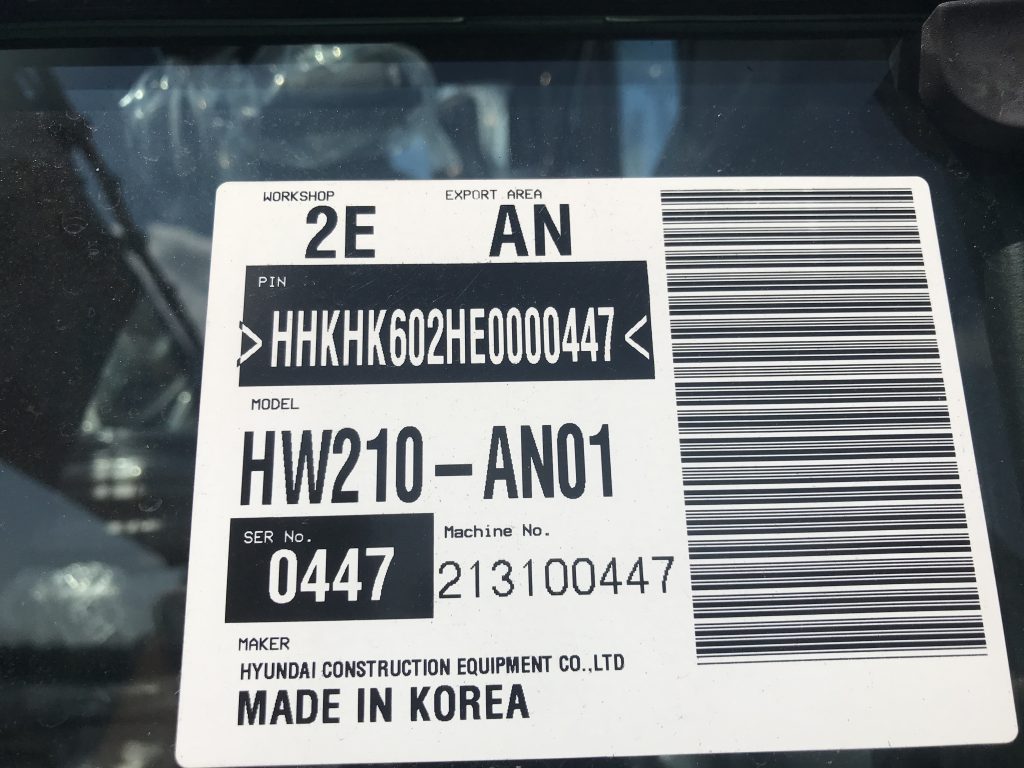 WORKSHOP EXPORT AREA
2E AN
PIN
>HHKHK602HE0000447<
MODEL
HW210-AN01
SER No. Machine No.
0447 213100447
MAKER
HYUNDAI CONSTRUCTION EQUIPMENT CO.,LTD
MADE IN KOREA